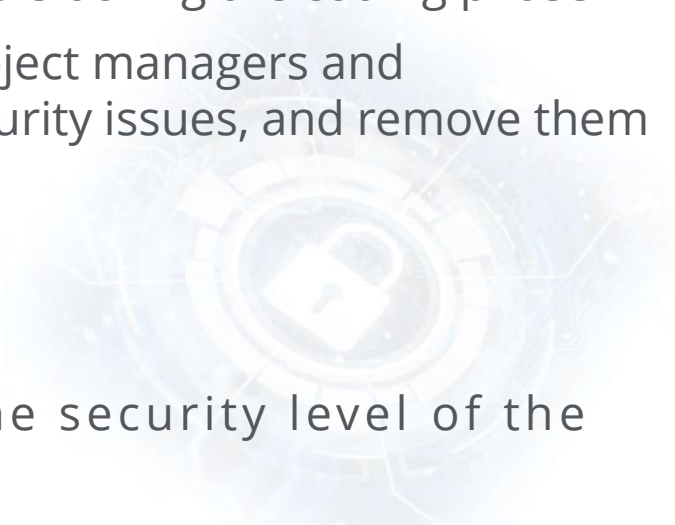 ject managers and
urity issues, and remove them
e security level of the